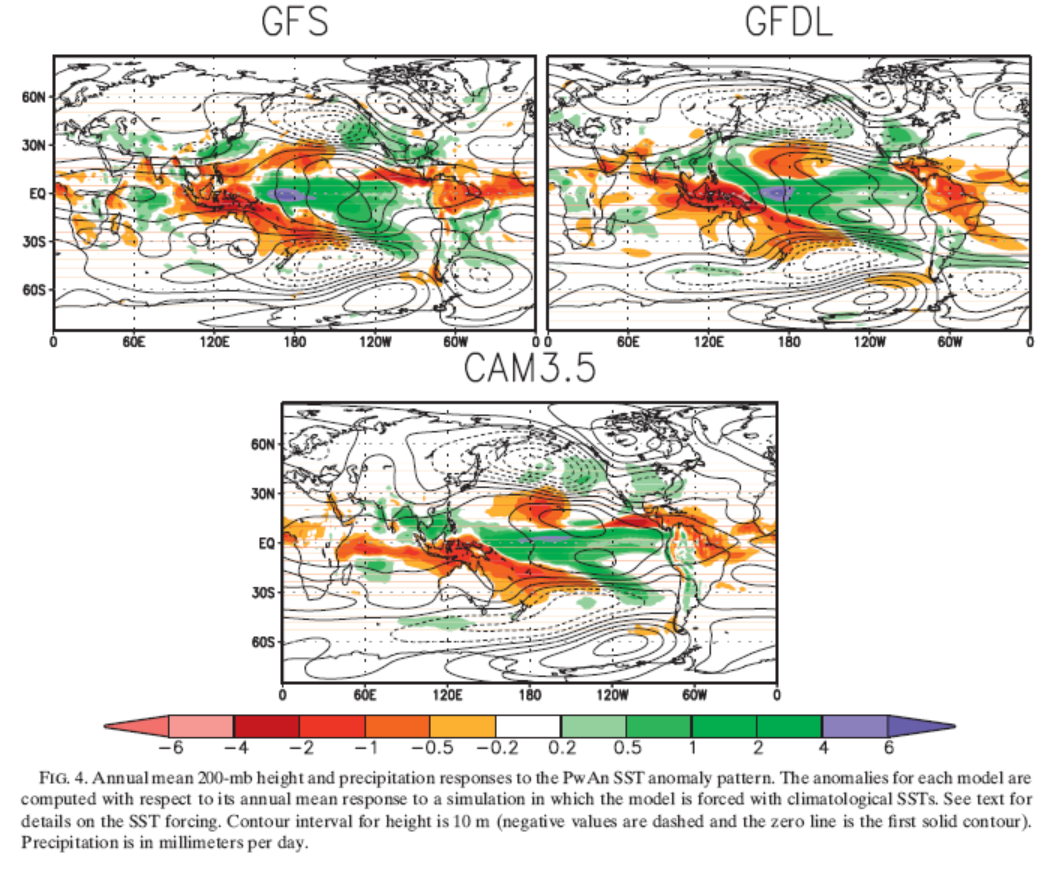 GFS
GFDL
60N
30N
EQ
30S
60S
0 60E 120E 180 120W 60W 0
60E 120E 180 120W 60W 0
CAM3.5
60N
30N
EQ
30S
60S
0 60E 120E 180 120W 60W 0
−6 −4 −2 −1 −0.5 −0.2 0.2 0.5 1 2 4 6
FIG. 4. Annual mean 200-mb height and precipitation responses to the PwAn SST anomaly pattern. The anomalies for each model are
computed with respect to its annual mean response to a simulation in which the model is forced with climatological SSTs. See text for
details on the SST forcing. Contour interval for height is 10 m (negative values are dashed and the zero line is the first solid contour).
Precipitation is in millimeters per day.